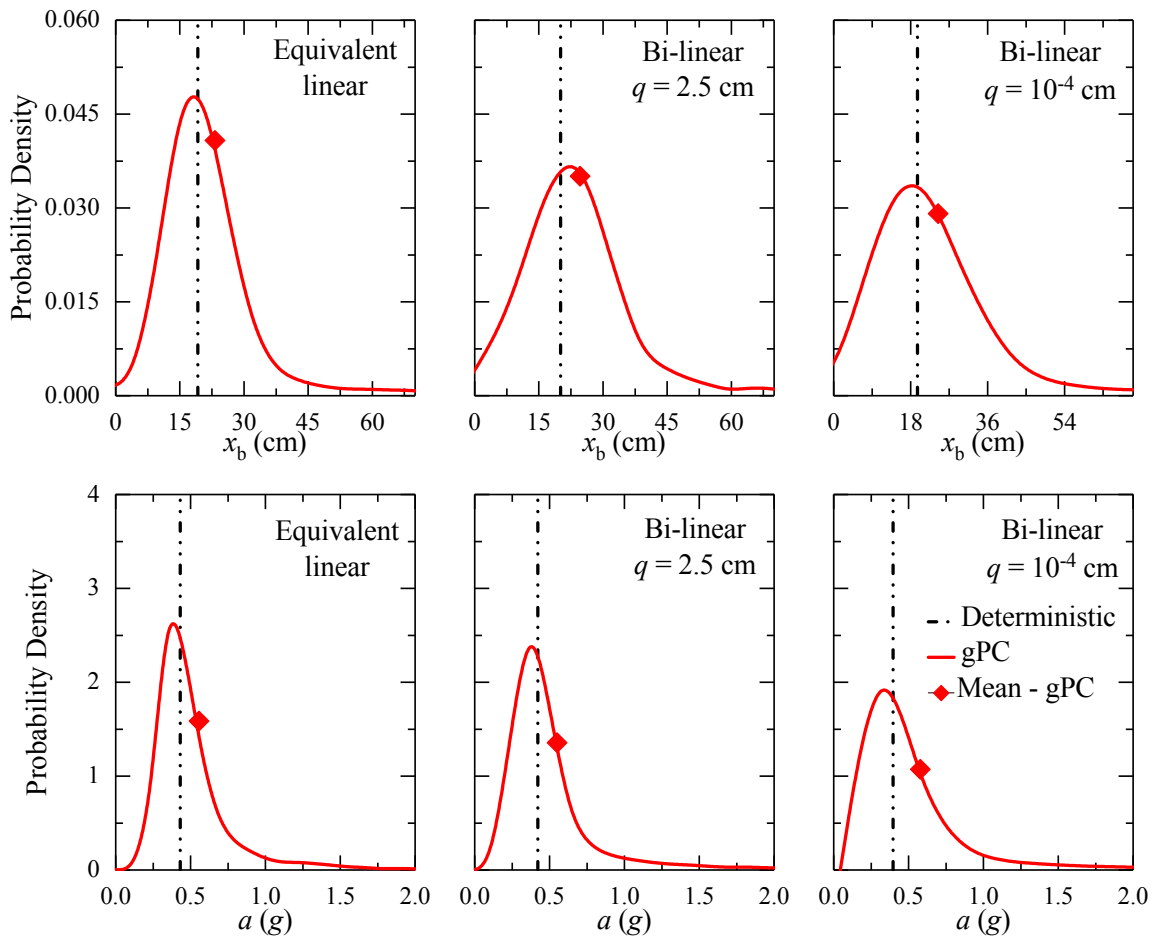 0.060
0.045
0.030
0.015
0.000
Probability Density
Equivalent
linear
0 15 30 45 60
x_b (cm)
Bi-linear
q = 2.5 cm
0 15 30 45 60
x_b (cm)
Bi-linear
q = 10^-4 cm
0 18 36 54
x_b (cm)
4
3
2
1
0
Probability Density
Equivalent
linear
0.0 0.5 1.0 1.5 2.0
a (g)
Bi-linear
q = 2.5 cm
0.0 0.5 1.0 1.5 2.0
a (g)
Bi-linear
q = 10^-4 cm
Deterministic
gPC
Mean - gPC
0.0 0.5 1.0 1.5 2.0
a (g)